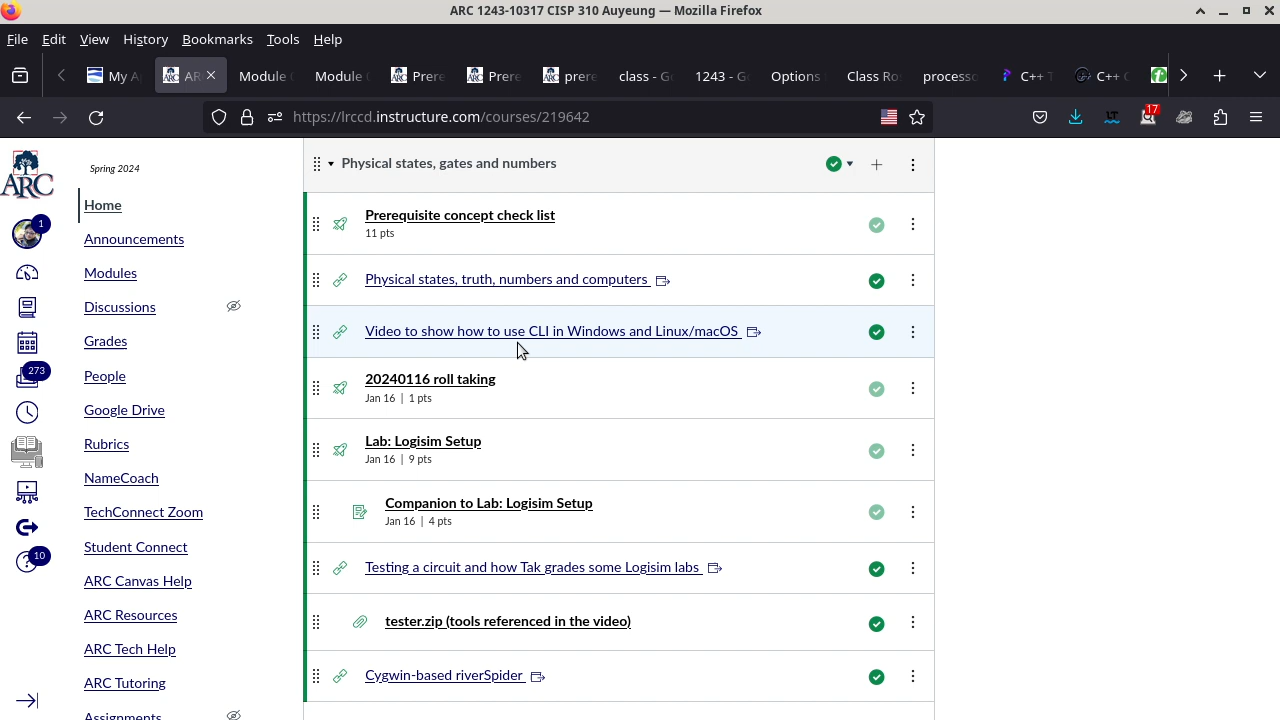 ARC 1243-10317 CISP 310 Auyeung — Mozilla Firefox
File Edit View History Bookmarks Tools Help
My A AR Module Module Prere Prere prere class - G 1243 - G Options Class Ro processo C++ C++
https://lrccd.instructure.com/courses/219642
17
ARC
Spring 2024
Home
Announcements
Modules
Discussions
Grades
People
Google Drive
Rubrics
NameCoach
TechConnect Zoom
Student Connect
ARC Canvas Help
ARC Resources
ARC Tech Help
ARC Tutoring
Assignments
1
273
10
Physical states, gates and numbers
Prerequisite concept check list
11 pts
Physical states, truth, numbers and computers
Video to show how to use CLI in Windows and Linux/macOS
20240116 roll taking
Jan 16 | 1 pts
Lab: Logisim Setup
Jan 16 | 9 pts
Companion to Lab: Logisim Setup
Jan 16 | 4 pts
Testing a circuit and how Tak grades some Logisim labs
tester.zip (tools referenced in the video)
Cygwin-based riverSpider